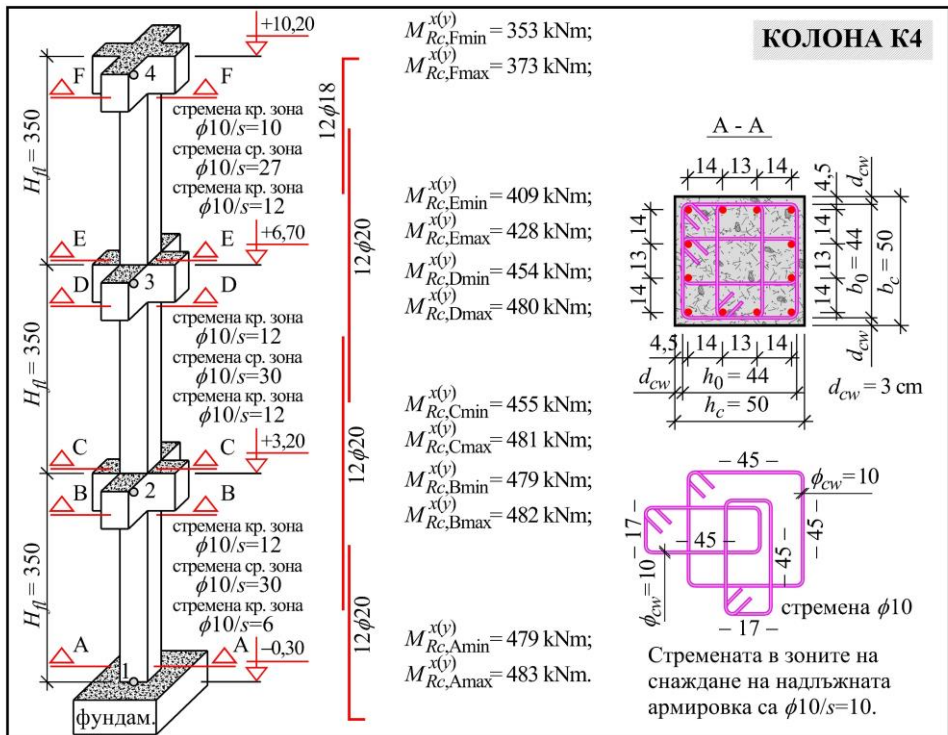 КОЛОНА К4
+10,20
F F
4
стремена кр. зона
ϕ10/s=10
стремена ср. зона
ϕ10/s=27
стремена кр. зона
ϕ10/s=12
H_fl = 350
12ϕ18
E E
+6,70
3
D D
12ϕ20
стремена кр. зона
ϕ10/s=12
стремена ср. зона
ϕ10/s=30
стремена кр. зона
ϕ10/s=12
H_fl = 350
C C
+3,20
2
B B
12ϕ20
стремена кр. зона
ϕ10/s=12
стремена ср. зона
ϕ10/s=30
стремена кр. зона
ϕ10/s=6
H_fl = 350
12ϕ20
A A
–0,30
1
фундам.
M^x(y)_Rc,Fmin = 353 kNm;
M^x(y)_Rc,Fmax = 373 kNm;
M^x(y)_Rc,Emin = 409 kNm;
M^x(y)_Rc,Emax = 428 kNm;
M^x(y)_Rc,Dmin = 454 kNm;
M^x(y)_Rc,Dmax = 480 kNm;
M^x(y)_Rc,Cmin = 455 kNm;
M^x(y)_Rc,Cmax = 481 kNm;
M^x(y)_Rc,Bmin = 479 kNm;
M^x(y)_Rc,Bmax = 482 kNm;
M^x(y)_Rc,Amin = 479 kNm;
M^x(y)_Rc,Amax = 483 kNm.
A - A
14 13 14
4,5
d_cw
14
13
14
14
13
14
b_0 = 44
b_c = 50
d_cw
4,5 14 13 14
d_cw
h_0 = 44
h_c = 50
d_cw = 3 cm
45
ϕ_cw = 10
17
45
45
45
ϕ_cw = 10
17
стремена ϕ10
Стремената в зоните на
снаждане на надлъжната
армировка са ϕ10/s=10.